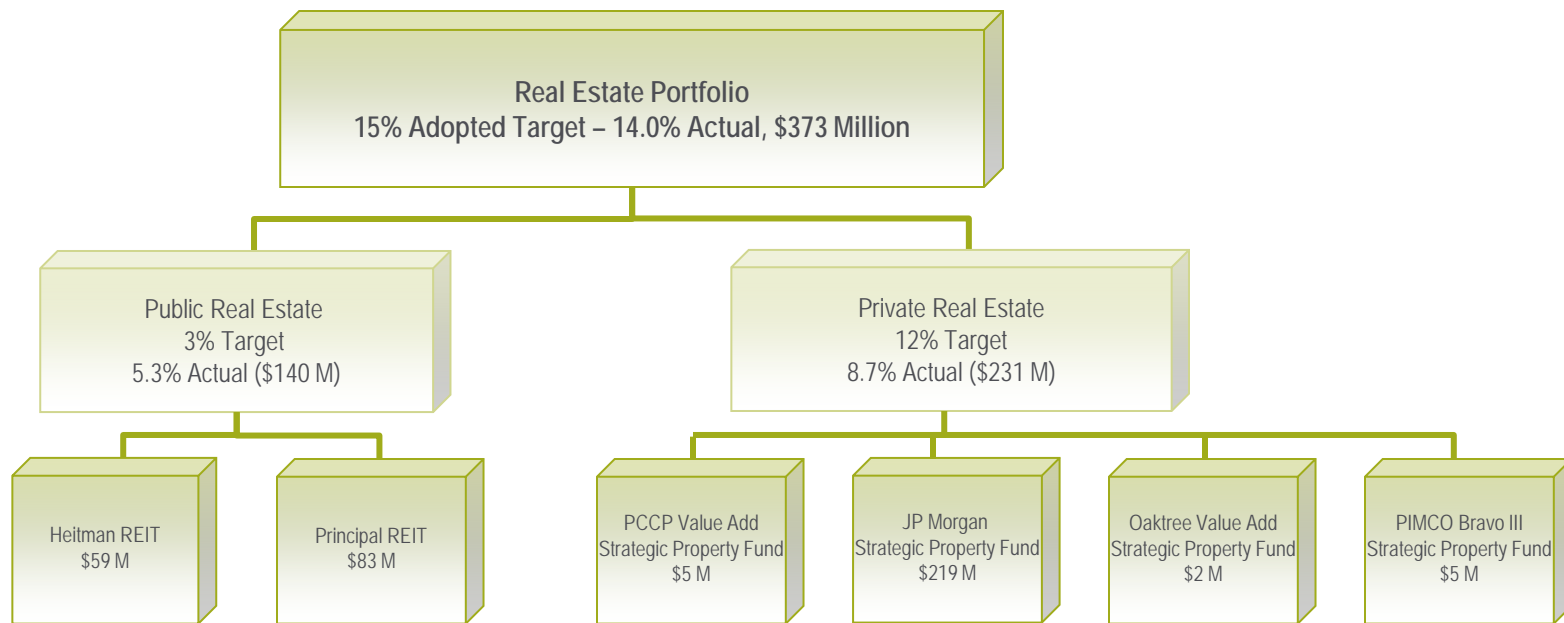 Real Estate Portfolio
15% Adopted Target – 14.0% Actual, $373 Million
Public Real Estate
3% Target
5.3% Actual ($140 M)
Private Real Estate
12% Target
8.7% Actual ($231 M)
Heitman REIT
$59 M
Principal REIT
$83 M
PCCP Value Add
Strategic Property Fund
$5 M
JP Morgan
Strategic Property Fund
$219 M
Oaktree Value Add
Strategic Property Fund
$2 M
PIMCO Bravo III
Strategic Property Fund
$5 M